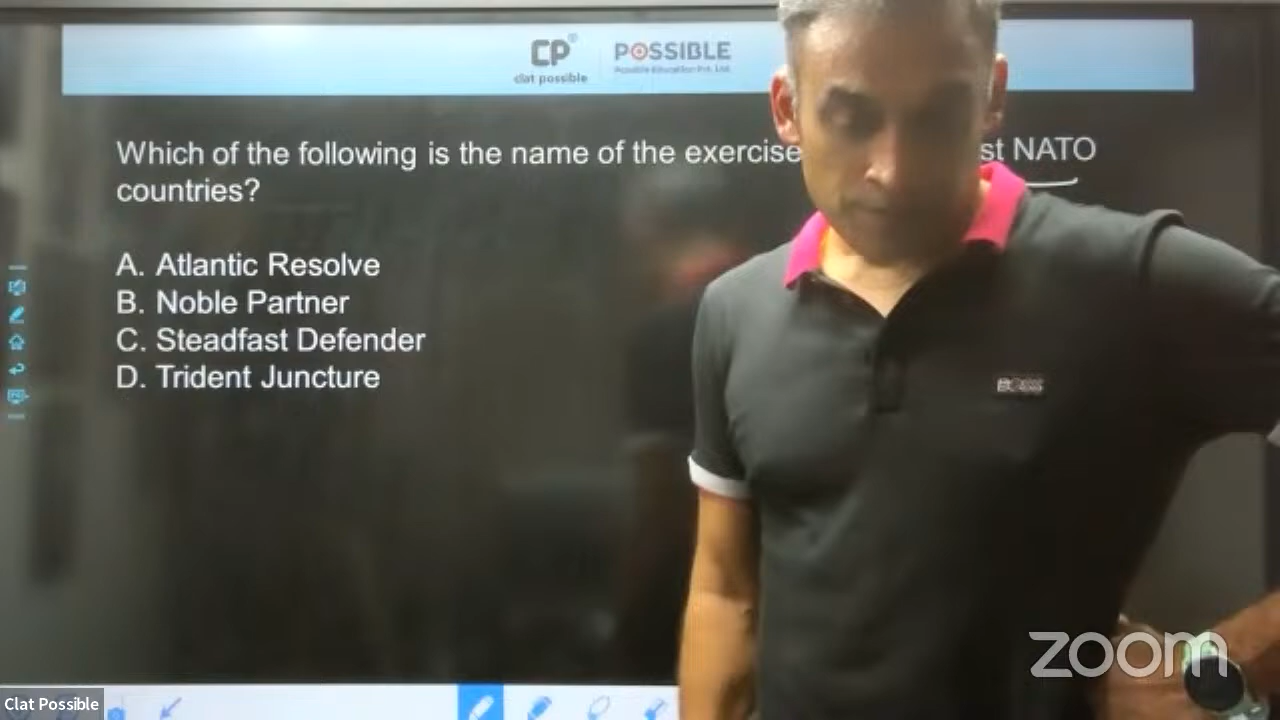 CP
clat possible
POSSIBLE
Possible Education Pvt. Ltd.
Which of the following is the name of the exercise st NATO
countries?
A. Atlantic Resolve
B. Noble Partner
C. Steadfast Defender
D. Trident Juncture
BOSS
zoom
Clat Possible